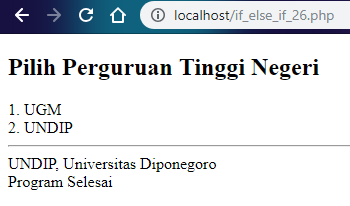 localhost/if_else_if_26.php
Pilih Perguruan Tinggi Negeri
1. UGM
2. UNDIP
UNDIP, Universitas Diponegoro
Program Selesai